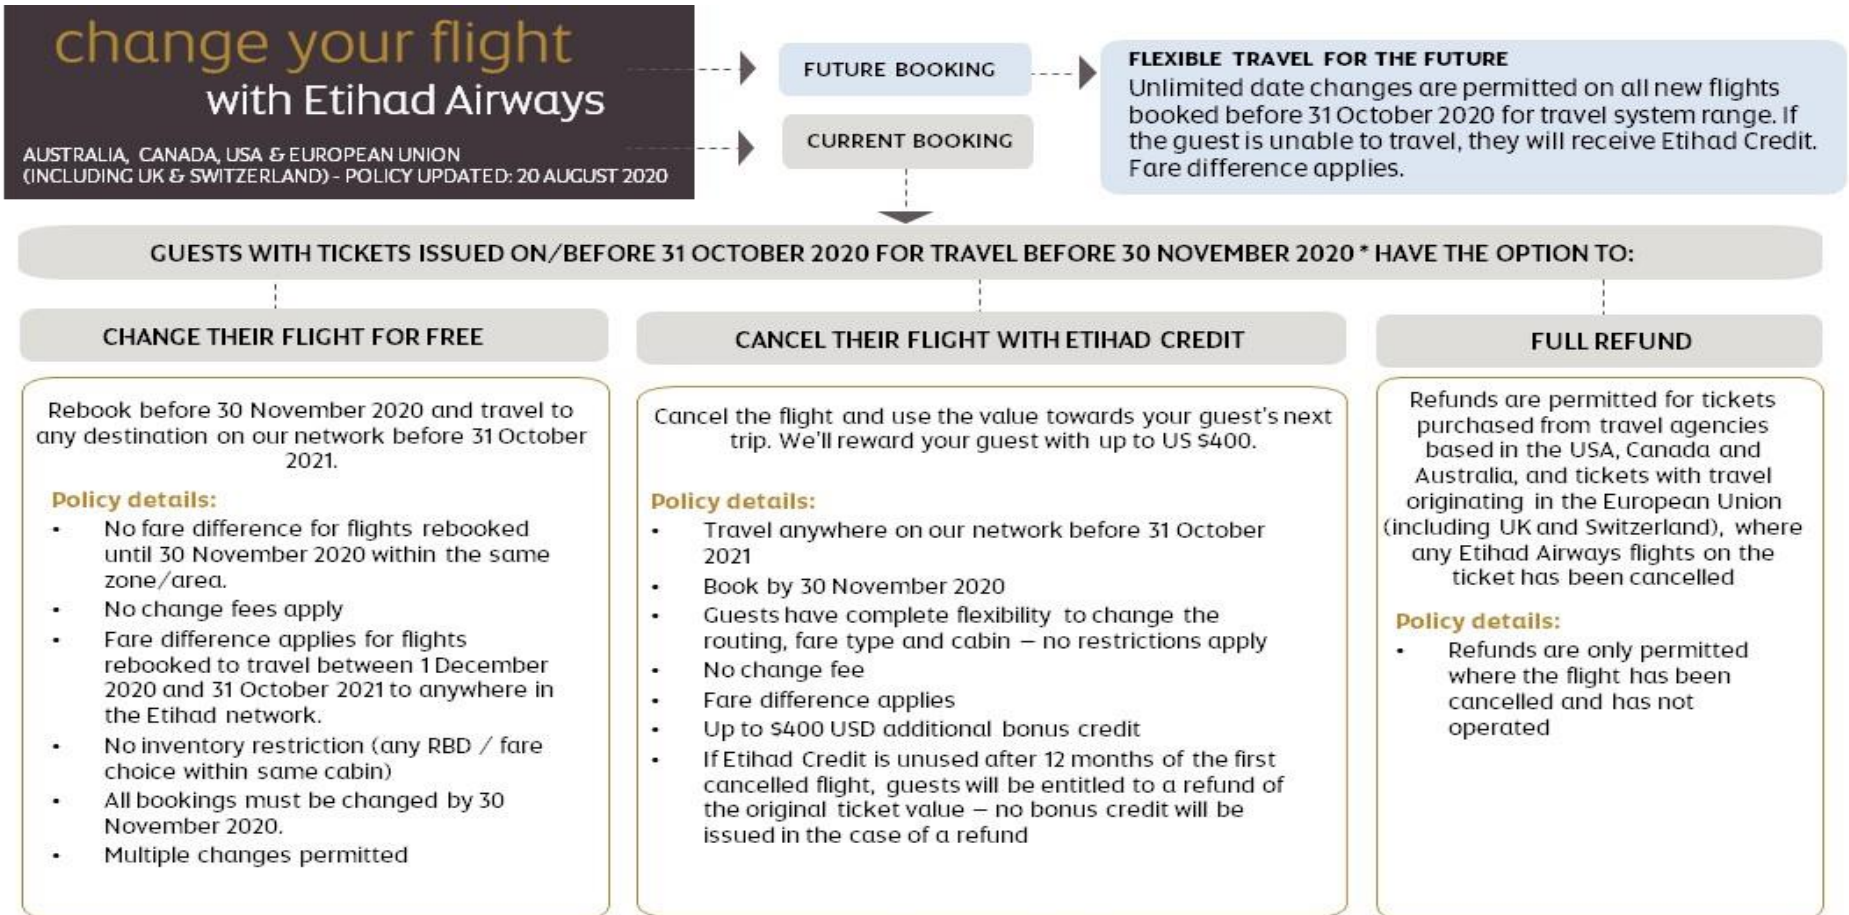 change your flight
with Etihad Airways
AUSTRALIA, CANADA, USA & EUROPEAN UNION
(INCLUDING UK & SWITZERLAND) - POLICY UPDATED: 20 AUGUST 2020
FUTURE BOOKING
CURRENT BOOKING
FLEXIBLE TRAVEL FOR THE FUTURE
Unlimited date changes are permitted on all new flights
booked before 31 October 2020 for travel system range. If
the guest is unable to travel, they will receive Etihad Credit.
Fare difference applies.
GUESTS WITH TICKETS ISSUED ON/BEFORE 31 OCTOBER 2020 FOR TRAVEL BEFORE 30 NOVEMBER 2020 * HAVE THE OPTION TO:
CHANGE THEIR FLIGHT FOR FREE
Rebook before 30 November 2020 and travel to
any destination on our network before 31 October
2021.
Policy details:
• No fare difference for flights rebooked
until 30 November 2020 within the same
zone/area.
• No change fees apply
• Fare difference applies for flights
rebooked to travel between 1 December
2020 and 31 October 2021 to anywhere in
the Etihad network.
• No inventory restriction (any RBD / fare
choice within same cabin)
• All bookings must be changed by 30
November 2020.
• Multiple changes permitted
CANCEL THEIR FLIGHT WITH ETIHAD CREDIT
Cancel the flight and use the value towards your guest's next
trip. We'll reward your guest with up to US $400.
Policy details:
• Travel anywhere on our network before 31 October
2021
• Book by 30 November 2020
• Guests have complete flexibility to change the
routing, fare type and cabin – no restrictions apply
• No change fee
• Fare difference applies
• Up to $400 USD additional bonus credit
• If Etihad Credit is unused after 12 months of the first
cancelled flight, guests will be entitled to a refund of
the original ticket value – no bonus credit will be
issued in the case of a refund
FULL REFUND
Refunds are permitted for tickets
purchased from travel agencies
based in the USA, Canada and
Australia, and tickets with travel
originating in the European Union
(including UK and Switzerland), where
any Etihad Airways flights on the
ticket has been cancelled
Policy details:
• Refunds are only permitted
where the flight has been
cancelled and has not
operated